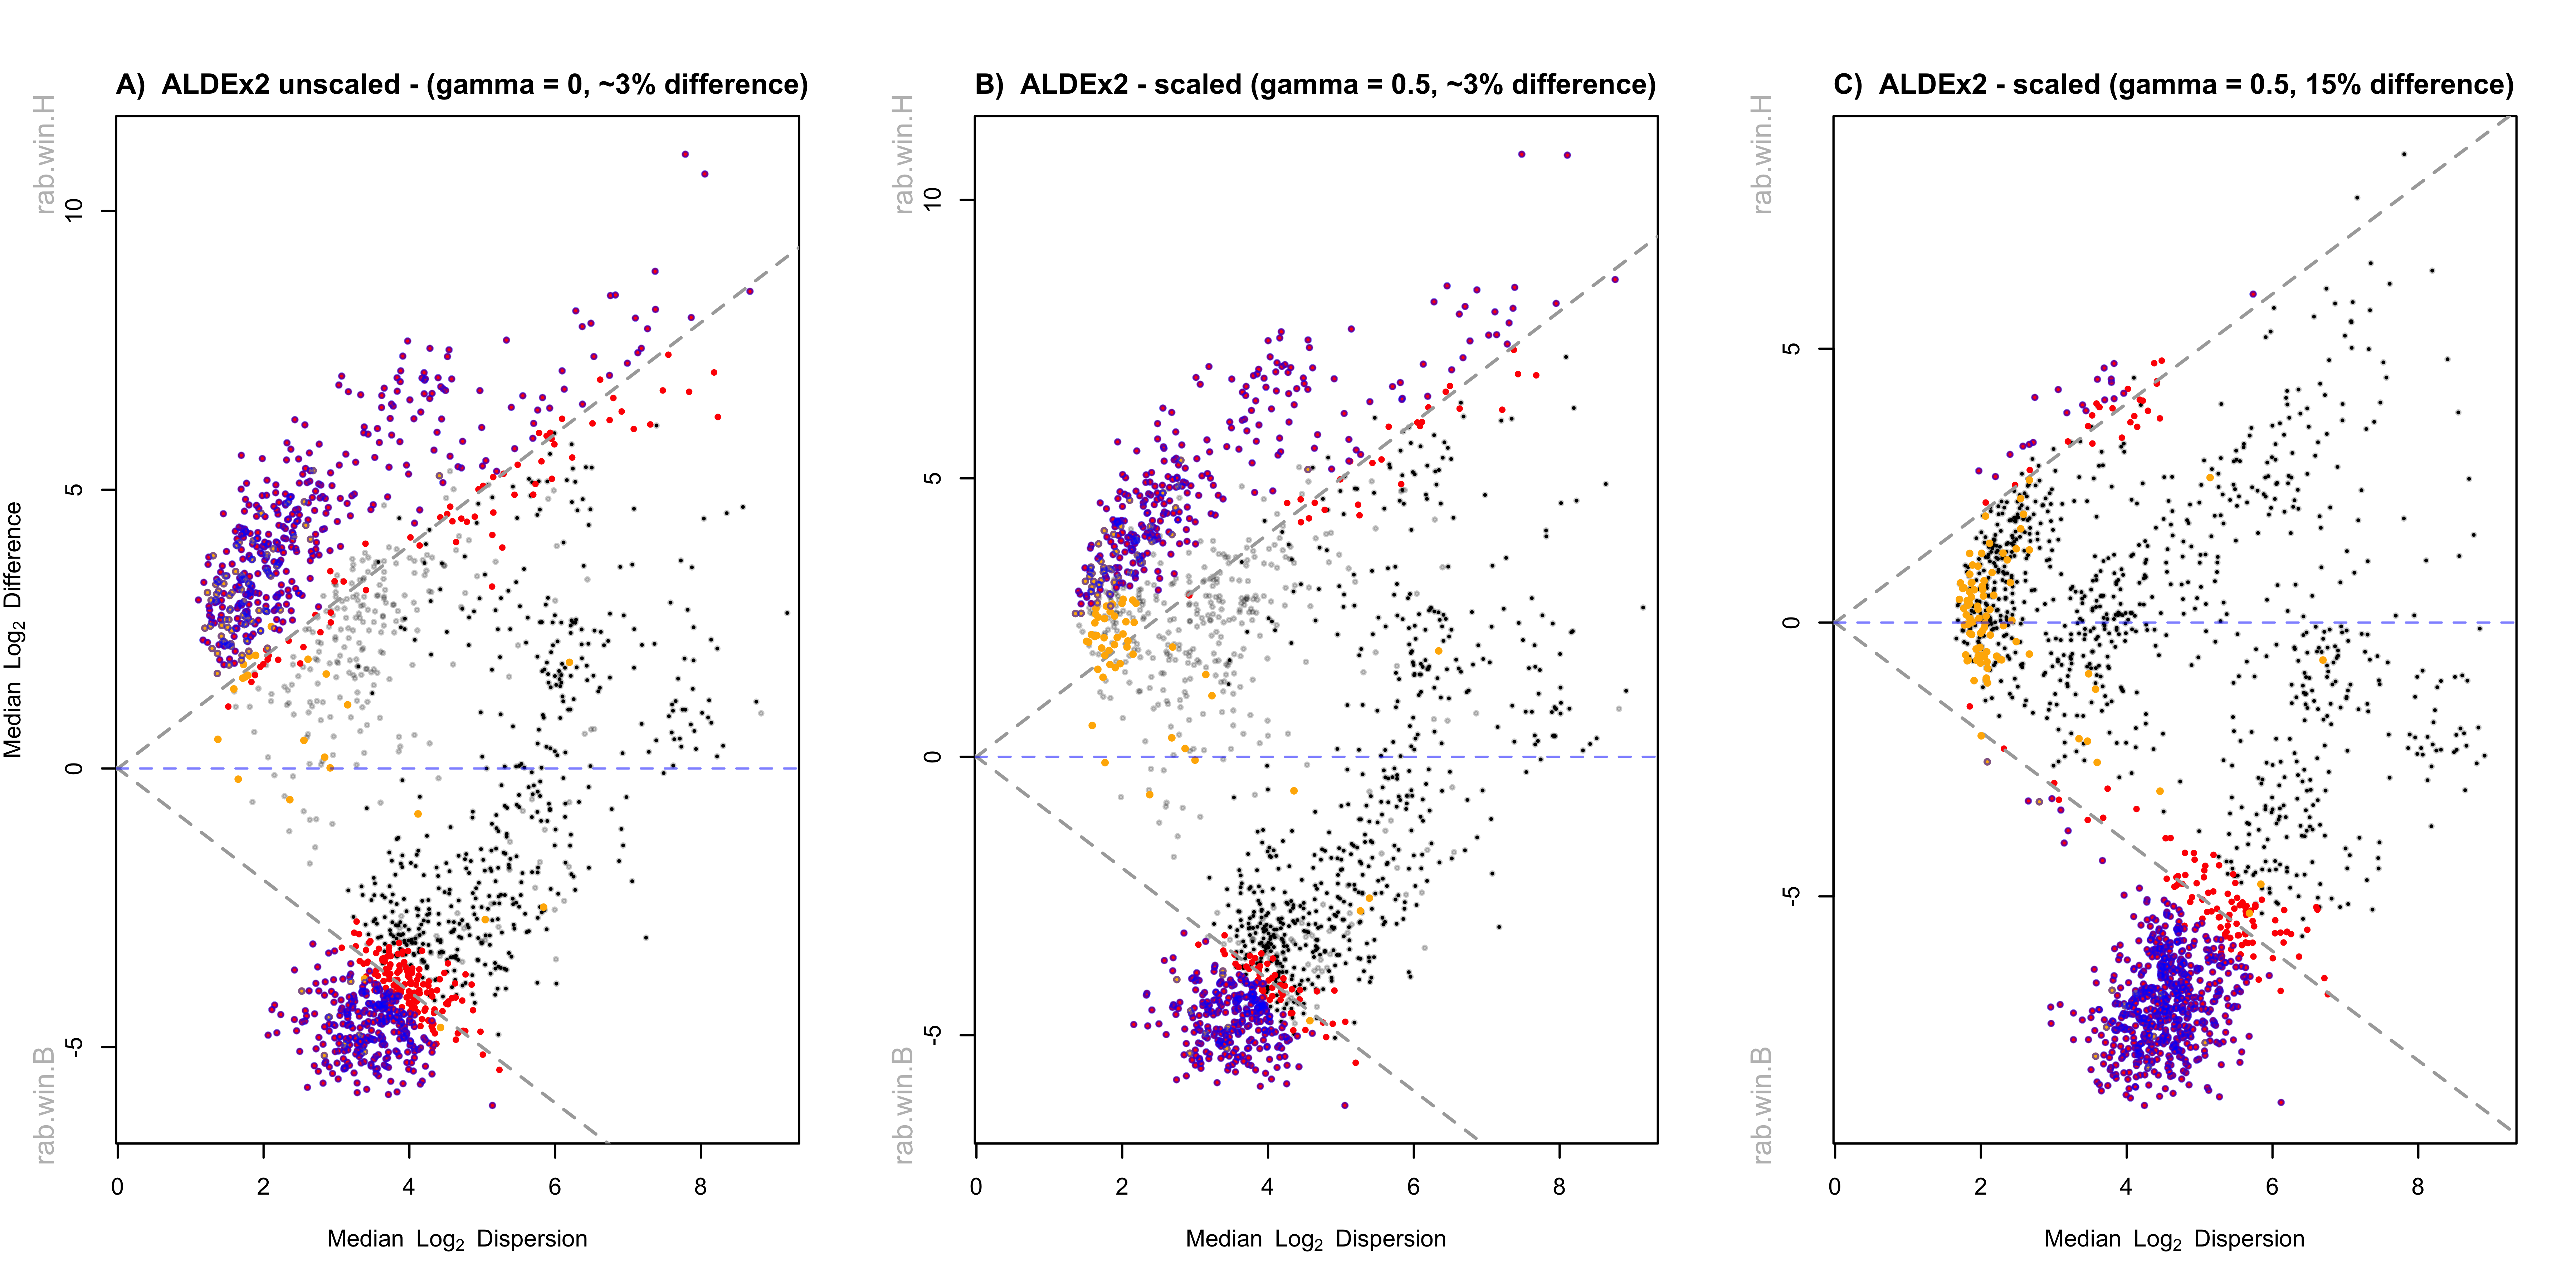 A) ALDEx2 unscaled - (gamma = 0, ~3% difference)
rab.win.H
10
5
0
-5
Median Log2 Difference
rab.win.B
0 2 4 6 8
Median Log2 Dispersion
B) ALDEx2 - scaled (gamma = 0.5, ~3% difference)
rab.win.H
10
5
0
-5
rab.win.B
0 2 4 6 8
Median Log2 Dispersion
C) ALDEx2 - scaled (gamma = 0.5, 15% difference)
rab.win.H
5
0
-5
rab.win.B
0 2 4 6 8
Median Log2 Dispersion